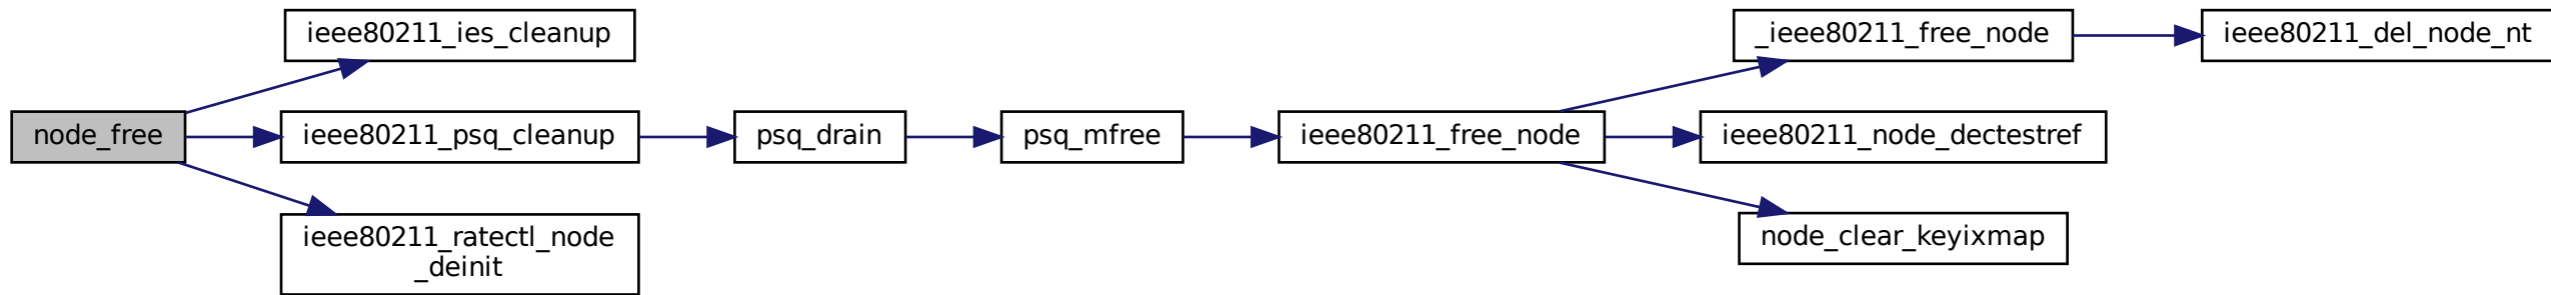 node_free
ieee80211_ies_cleanup
ieee80211_psq_cleanup
ieee80211_ratectl_node
_deinit
psq_drain
psq_mfree
ieee80211_free_node
_ieee80211_free_node
ieee80211_node_dectestref
node_clear_keyixmap
ieee80211_del_node_nt